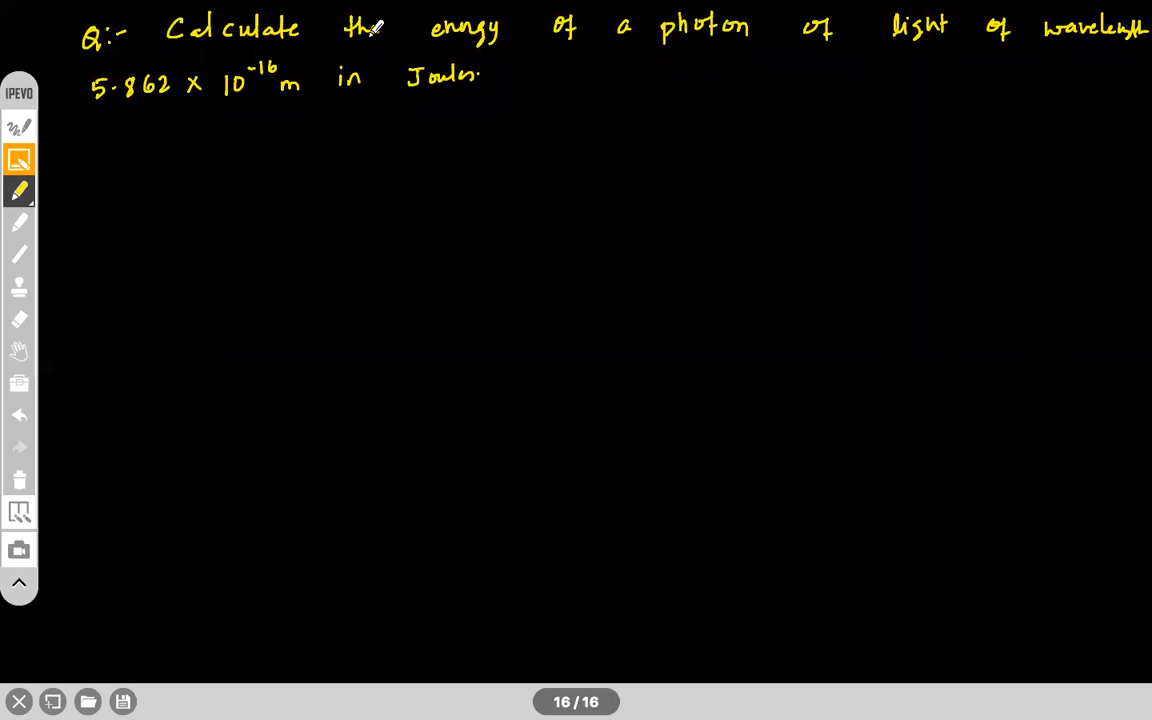 Q:- Calculate the energy of a photon of light of wavelength
5.862 × 10⁻¹⁶ m in Joules.
IPEVO
16 / 16